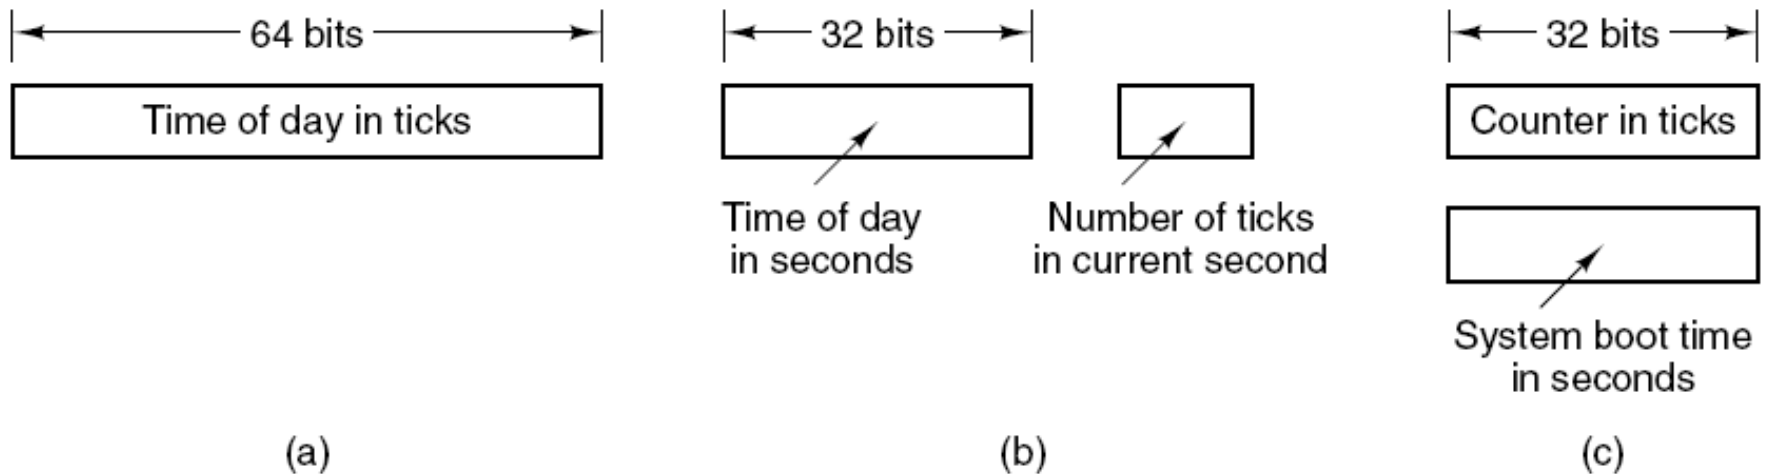 64 bits
Time of day in ticks
32 bits
Time of day
in seconds
Number of ticks
in current second
32 bits
Counter in ticks
System boot time
in seconds
(a)
(b)
(c)